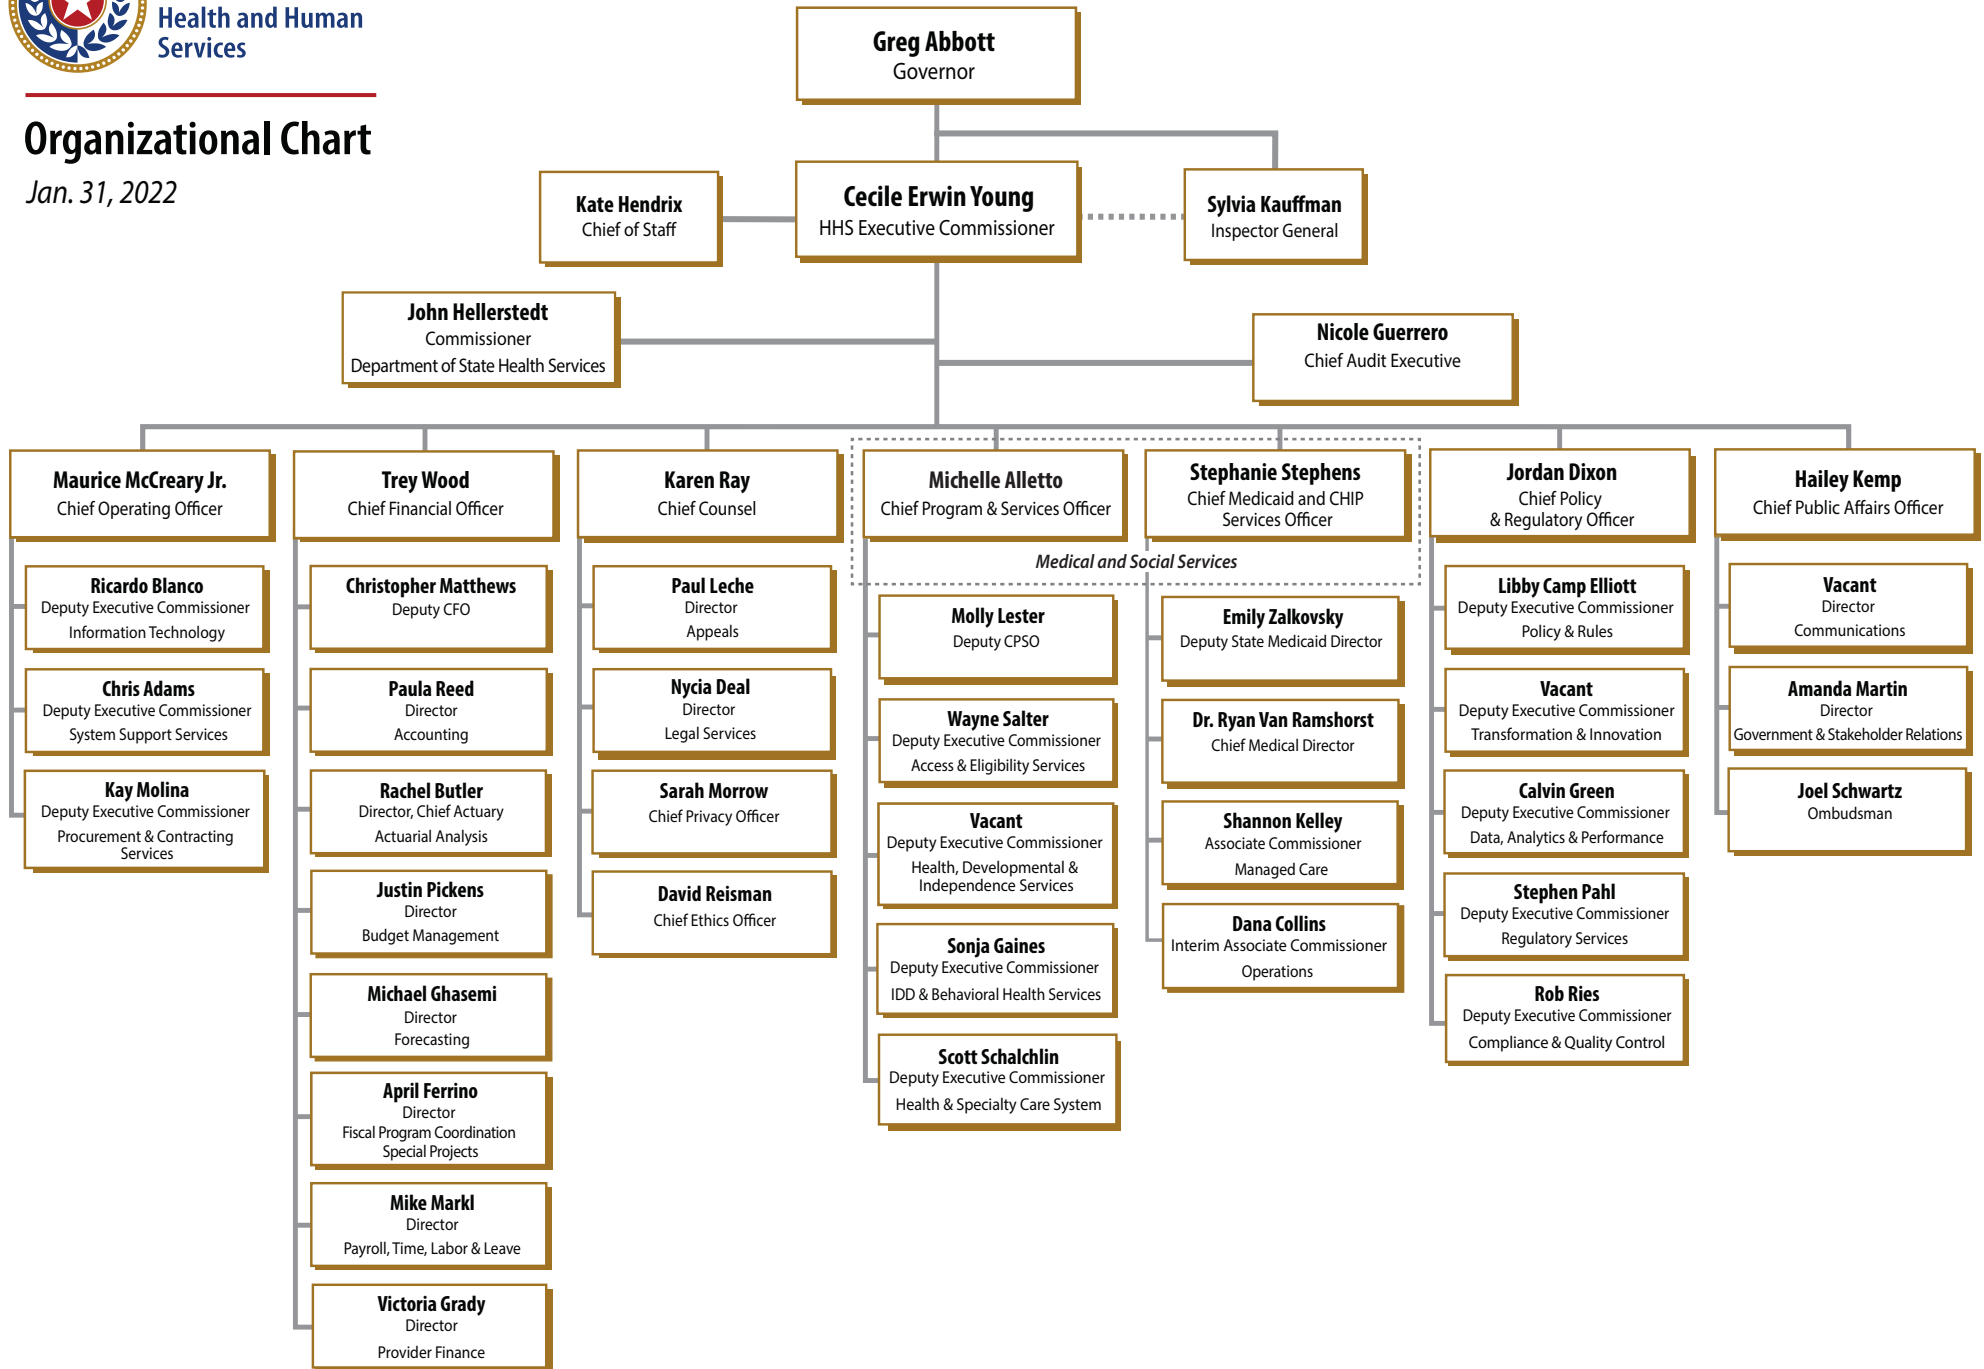 Health and Human
Services
Organizational Chart
Jan. 31, 2022
Greg Abbott
Governor
Kate Hendrix
Chief of Staff
Cecile Erwin Young
HHS Executive Commissioner
Sylvia Kauffman
Inspector General
John Hellerstedt
Commissioner
Department of State Health Services
Nicole Guerrero
Chief Audit Executive
Maurice McCreary Jr.
Chief Operating Officer
Ricardo Blanco
Deputy Executive Commissioner
Information Technology
Chris Adams
Deputy Executive Commissioner
System Support Services
Kay Molina
Deputy Executive Commissioner
Procurement & Contracting
Services
Trey Wood
Chief Financial Officer
Christopher Matthews
Deputy CFO
Paula Reed
Director
Accounting
Rachel Butler
Director, Chief Actuary
Actuarial Analysis
Justin Pickens
Director
Budget Management
Michael Ghasemi
Director
Forecasting
April Ferrino
Director
Fiscal Program Coordination
Special Projects
Mike Markl
Director
Payroll, Time, Labor & Leave
Victoria Grady
Director
Provider Finance
Karen Ray
Chief Counsel
Paul Leche
Director
Appeals
Nycia Deal
Director
Legal Services
Sarah Morrow
Chief Privacy Officer
David Reisman
Chief Ethics Officer
Michelle Alletto
Chief Program & Services Officer
Stephanie Stephens
Chief Medicaid and CHIP
Services Officer
Medical and Social Services
Molly Lester
Deputy CPSO
Wayne Salter
Deputy Executive Commissioner
Access & Eligibility Services
Vacant
Deputy Executive Commissioner
Health, Developmental &
Independence Services
Sonja Gaines
Deputy Executive Commissioner
IDD & Behavioral Health Services
Scott Schalchlin
Deputy Executive Commissioner
Health & Specialty Care System
Emily Zalkovsky
Deputy State Medicaid Director
Dr. Ryan Van Ramshorst
Chief Medical Director
Shannon Kelley
Associate Commissioner
Managed Care
Dana Collins
Interim Associate Commissioner
Operations
Jordan Dixon
Chief Policy
& Regulatory Officer
Libby Camp Elliott
Deputy Executive Commissioner
Policy & Rules
Vacant
Deputy Executive Commissioner
Transformation & Innovation
Calvin Green
Deputy Executive Commissioner
Data, Analytics & Performance
Stephen Pahl
Deputy Executive Commissioner
Regulatory Services
Rob Ries
Deputy Executive Commissioner
Compliance & Quality Control
Hailey Kemp
Chief Public Affairs Officer
Vacant
Director
Communications
Amanda Martin
Director
Government & Stakeholder Relations
Joel Schwartz
Ombudsman